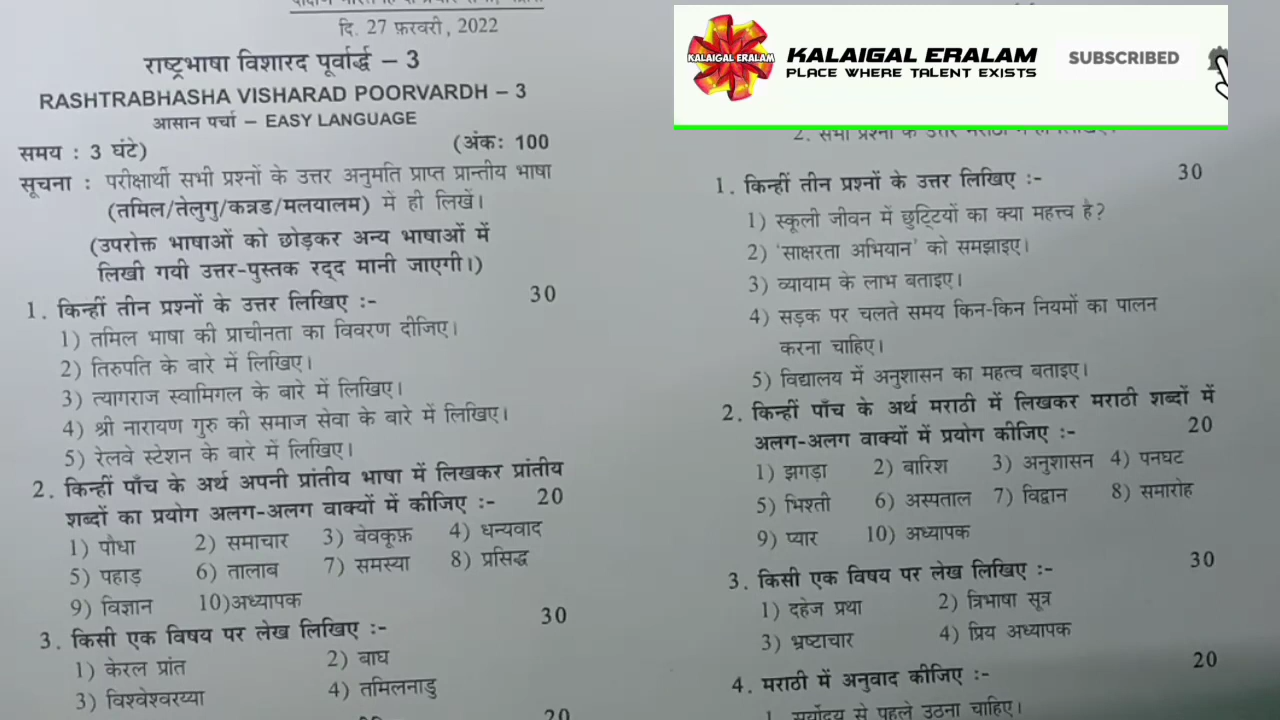 दि. 27 फ़रवरी, 2022
राष्ट्रभाषा विशारद पूर्वार्द्ध – 3
RASHTRABHASHA VISHARAD POORVARDH – 3
आसान पर्चा – EASY LANGUAGE
समय : 3 घंटे) (अंकः 100
सूचना : परीक्षार्थी सभी प्रश्नों के उत्तर अनुमति प्राप्त प्रान्तीय भाषा
(तमिल/तेलुगु/कन्नड/मलयालम) में ही लिखें।
(उपरोक्त भाषाओं को छोड़कर अन्य भाषाओं में
लिखी गयी उत्तर-पुस्तक रद्द मानी जाएगी।)
1. किन्हीं तीन प्रश्नों के उत्तर लिखिए :- 30
1) तमिल भाषा की प्राचीनता का विवरण दीजिए।
2) तिरुपति के बारे में लिखिए।
3) त्यागराज स्वामिगल के बारे में लिखिए।
4) श्री नारायण गुरु की समाज सेवा के बारे में लिखिए।
5) रेलवे स्टेशन के बारे में लिखिए।
2. किन्हीं पाँच के अर्थ अपनी प्रांतीय भाषा में लिखकर प्रांतीय
शब्दों का प्रयोग अलग-अलग वाक्यों में कीजिए :- 20
1) पौधा 2) समाचार 3) बेवकूफ़ 4) धन्यवाद
5) पहाड़ 6) तालाब 7) समस्या 8) प्रसिद्ध
9) विज्ञान 10)अध्यापक
3. किसी एक विषय पर लेख लिखिए :- 30
1) केरल प्रांत 2) बाघ
3) विश्वेश्वरय्या 4) तमिलनाडु
20
KALAIGAL ERALAM
KALAIGAL ERALAM
PLACE WHERE TALENT EXISTS
SUBSCRIBED
2. सभी प्रश्नों के उत्तर मराठी में ही लिखिए।
1. किन्हीं तीन प्रश्नों के उत्तर लिखिए :- 30
1) स्कूली जीवन में छुट्टियों का क्या महत्त्व है?
2) ‘साक्षरता अभियान’ को समझाइए।
3) व्यायाम के लाभ बताइए।
4) सड़क पर चलते समय किन-किन नियमों का पालन
करना चाहिए।
5) विद्यालय में अनुशासन का महत्व बताइए।
2. किन्हीं पाँच के अर्थ मराठी में लिखकर मराठी शब्दों में
अलग-अलग वाक्यों में प्रयोग कीजिए :- 20
1) झगड़ा 2) बारिश 3) अनुशासन 4) पनघट
5) भिश्ती 6) अस्पताल 7) विद्वान 8) समारोह
9) प्यार 10) अध्यापक
3. किसी एक विषय पर लेख लिखिए :- 30
1) दहेज प्रथा 2) त्रिभाषा सूत्र
3) भ्रष्टाचार 4) प्रिय अध्यापक
4. मराठी में अनुवाद कीजिए :- 20
1. सूर्योदय से पहले उठना चाहिए।